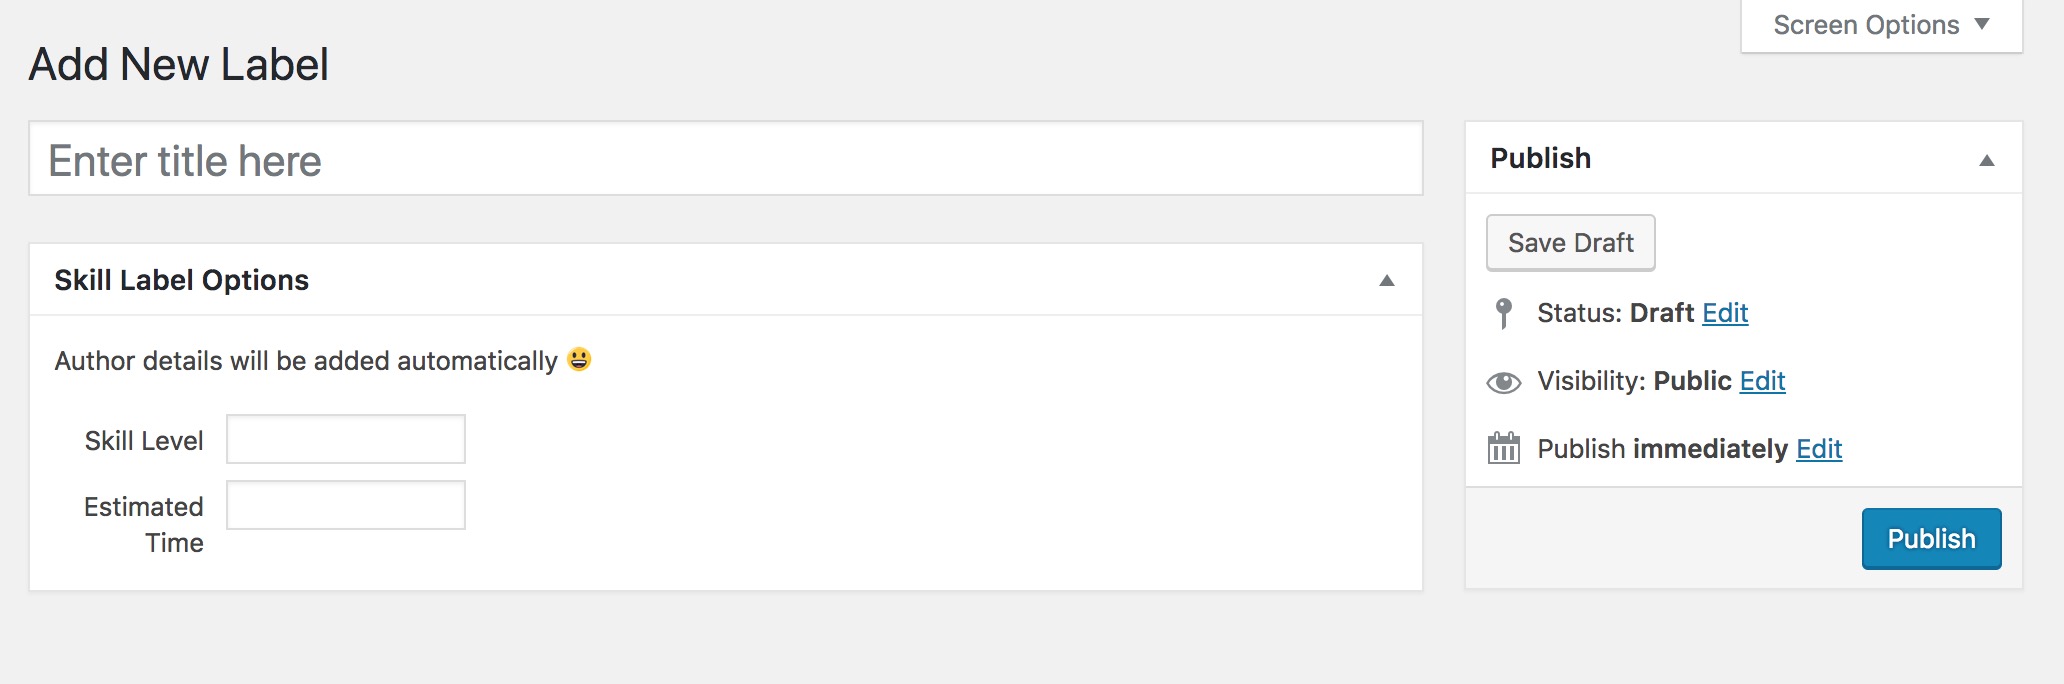 Screen Options
Add New Label
Enter title here
Skill Label Options
Author details will be added automatically 😀
Skill Level
Estimated
Time
Publish
Save Draft
Status: Draft Edit
Visibility: Public Edit
Publish immediately Edit
Publish